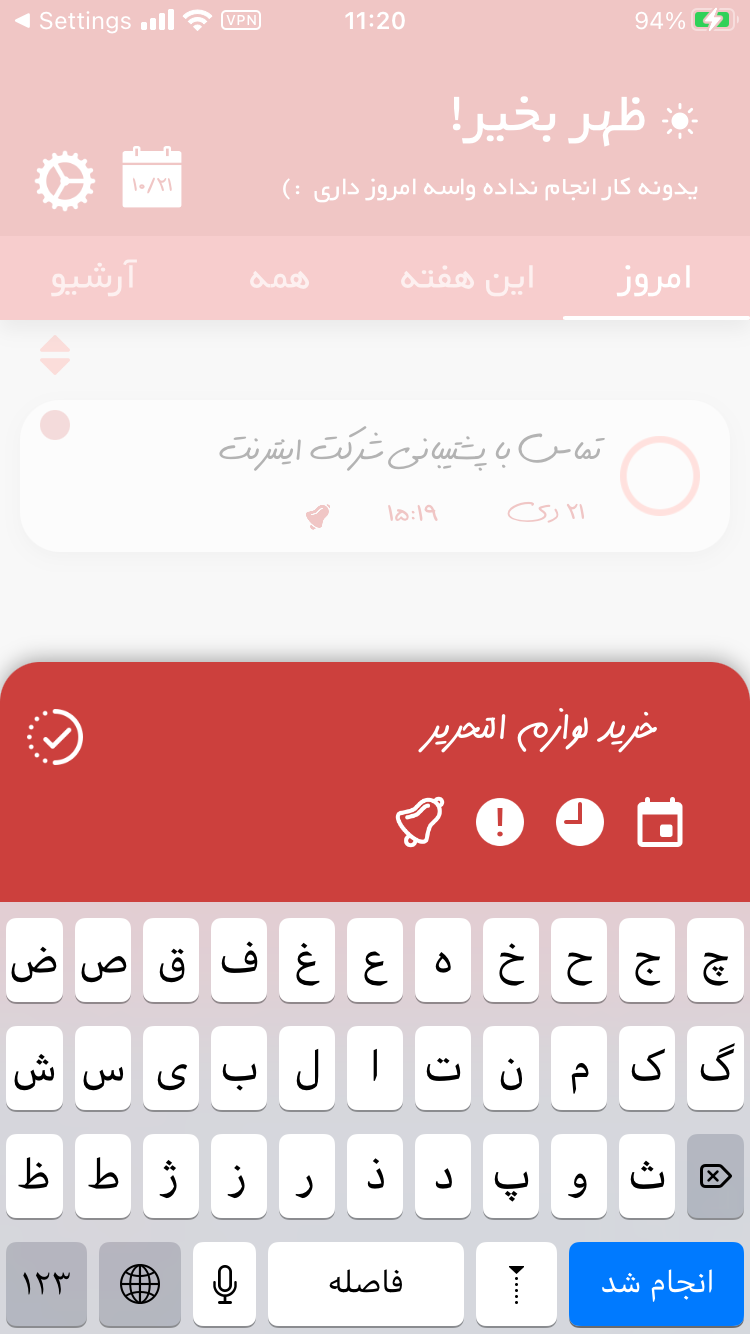 Settings VPN 11:20 94%
ظهر بخیر!
یدونه کار انجام نداده واسه امروز داری :)
۱۰/۲۱
امروز این هفته همه آرشیو
تماس با پشتیبانی شرکت اینترنت
۲۱ دی ۱۵:۱۹
خرید لوازم التحریر
ض ص ق ف غ ع ه خ ح ج چ
ش س ی ب ل ا ت ن م ک گ
ظ ط ژ ز ر ذ د پ و ث
۱۲۳ فاصله انجام شد